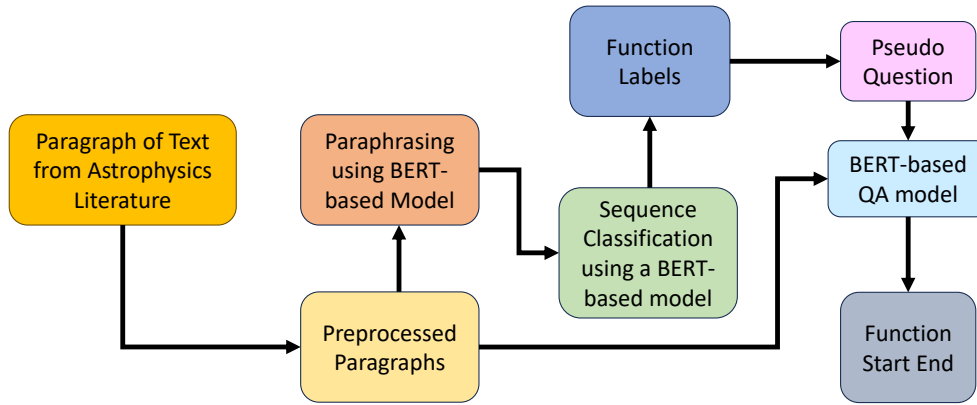 Paragraph of Text
from Astrophysics
Literature
Preprocessed
Paragraphs
Paraphrasing
using BERT-
based Model
Sequence
Classification
using a BERT-
based model
Function
Labels
Pseudo
Question
BERT-based
QA model
Function
Start End